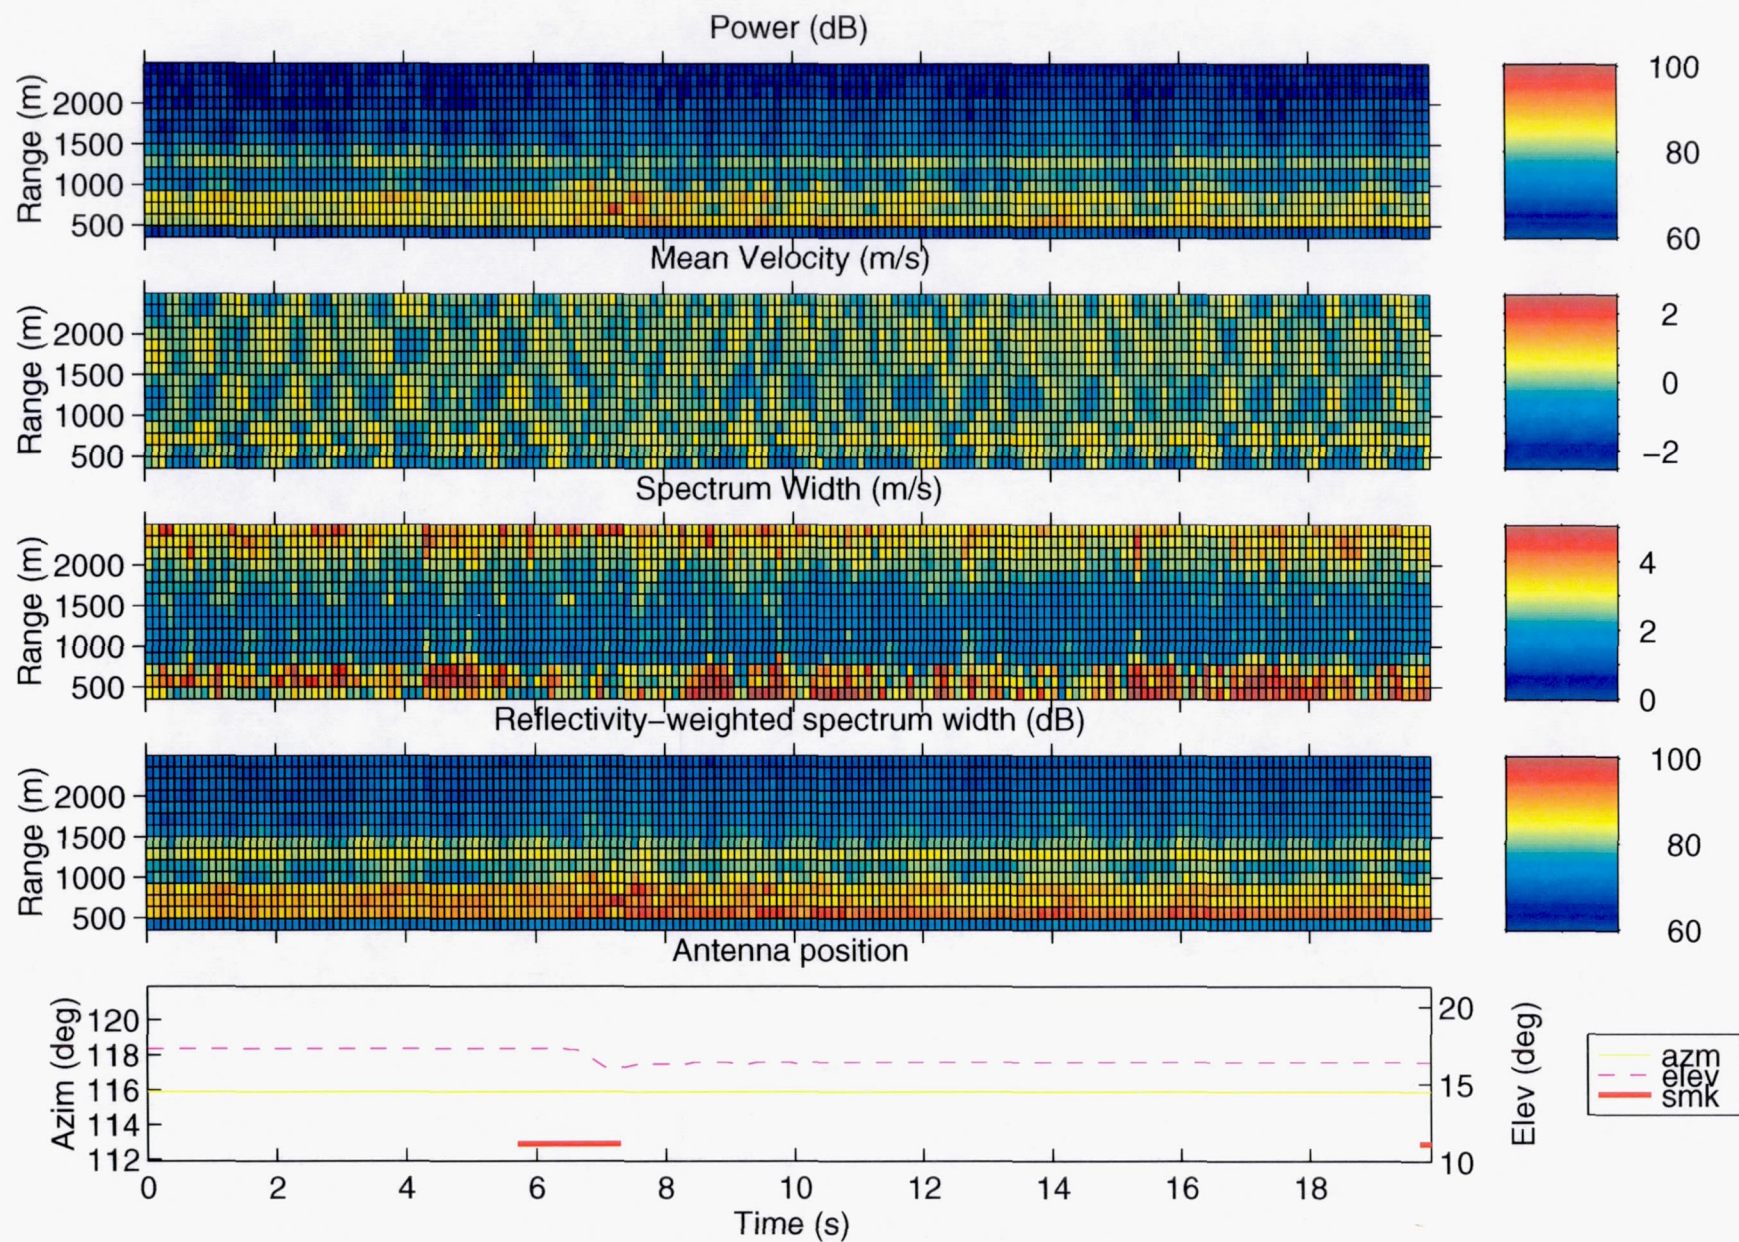 Power (dB)
Range (m)
2000
1500
1000
500
100
80
60
Mean Velocity (m/s)
Range (m)
2000
1500
1000
500
2
0
−2
Spectrum Width (m/s)
Range (m)
2000
1500
1000
500
4
2
0
Reflectivity−weighted spectrum width (dB)
Range (m)
2000
1500
1000
500
100
80
60
Antenna position
Azim (deg)
120
118
116
114
112
20
15
10
Elev (deg)
azm
elev
smk
0 2 4 6 8 10 12 14 16 18
Time (s)